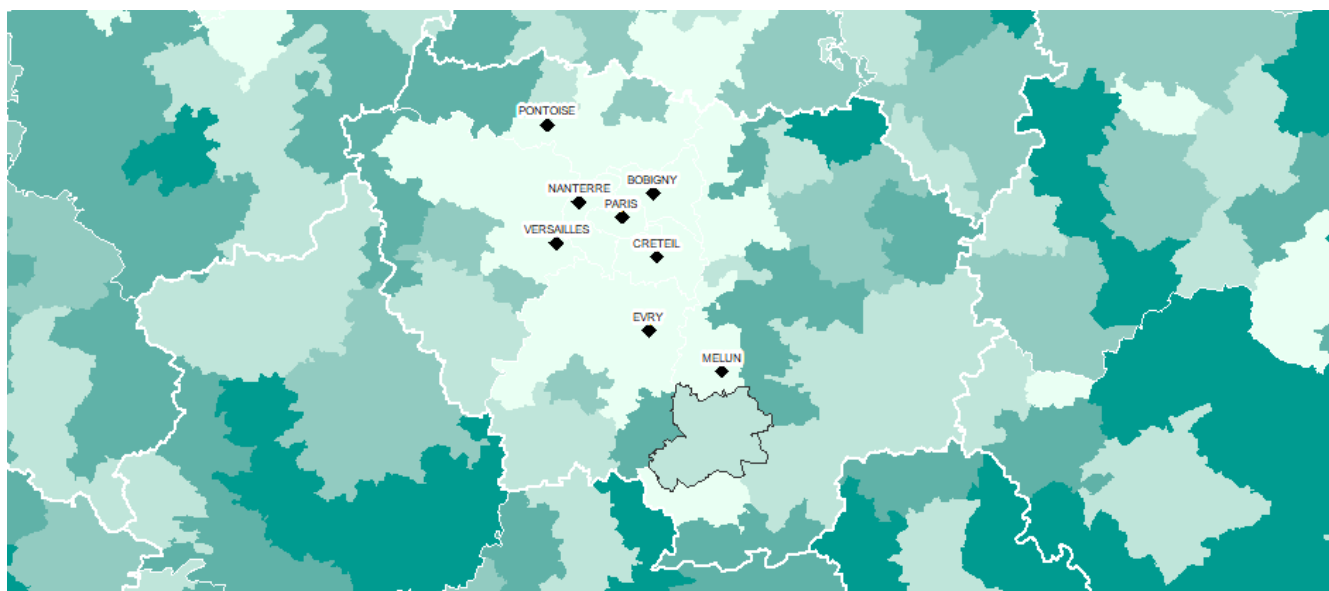 PONTOISE
BOBIGNY
NANTERRE
PARIS
VERSAILLES
CRETEIL
EVRY
MELUN